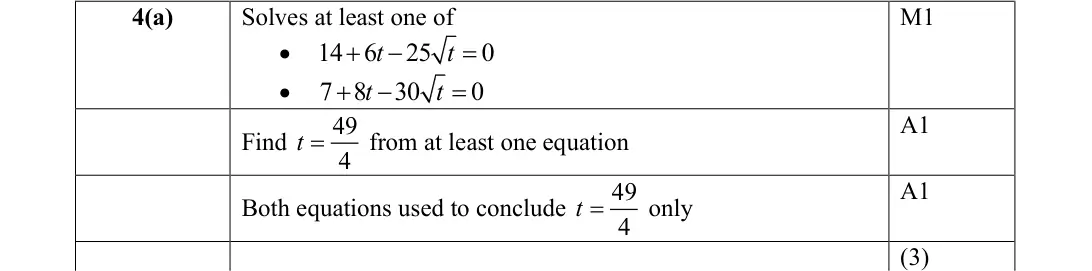 4(a) Solves at least one of M1
• 14 + 6t − 25√t = 0
• 7 + 8t − 30√t = 0
Find t = 49/4 from at least one equation A1
Both equations used to conclude t = 49/4 only A1
(3)